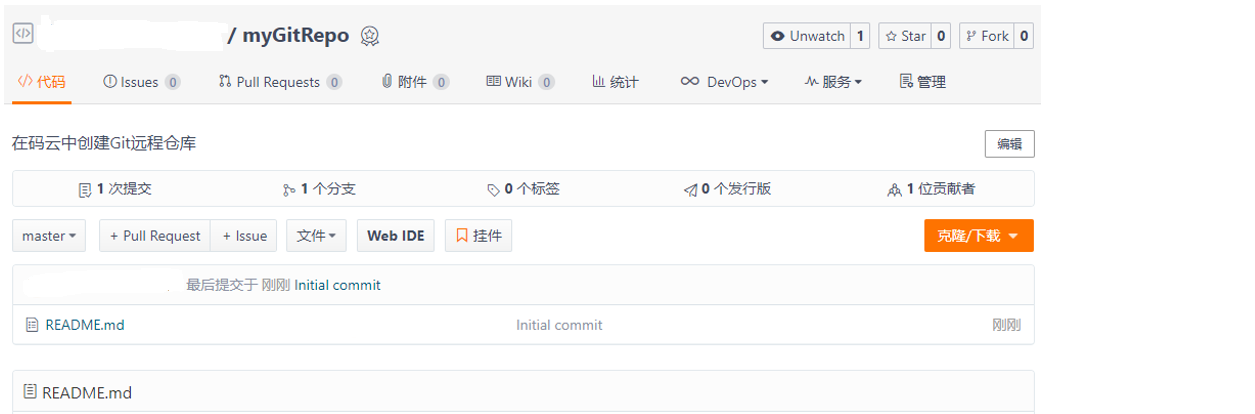 / myGitRepo Unwatch 1 Star 0 Fork 0
代码 Issues 0 Pull Requests 0 附件 0 Wiki 0 统计 DevOps 服务 管理
在码云中创建Git远程仓库 编辑
1 次提交 1 个分支 0 个标签 0 个发行版 1 位贡献者
master + Pull Request + Issue 文件 Web IDE 挂件 克隆/下载
最后提交于 刚刚 Initial commit
README.md Initial commit 刚刚
README.md